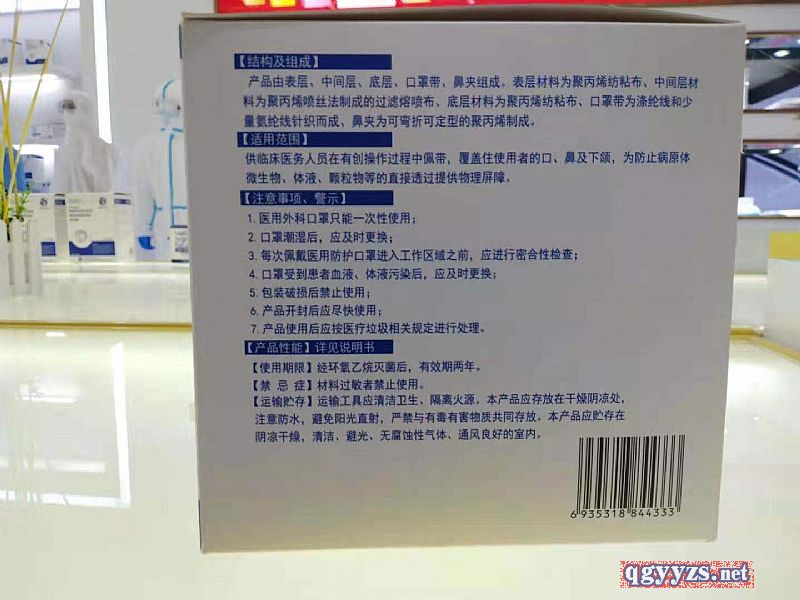 【结构及组成】
产品由表层、中间层、底层、口罩带、鼻夹组成。表层材料为聚丙烯纺粘布、中间层材
料为聚丙烯喷丝法制成的过滤熔喷布、底层材料为聚丙烯纺粘布、口罩带为涤纶线和少
量氨纶线针织而成、鼻夹为可弯折可定型的聚丙烯制成。
【适用范围】
供临床医务人员在有创操作过程中佩带，覆盖住使用者的口、鼻及下颌，为防止病原体
微生物、体液、颗粒物等的直接透过提供物理屏障。
【注意事项、警示】
1. 医用外科口罩只能一次性使用；
2. 口罩潮湿后，应及时更换；
3. 每次佩戴医用防护口罩进入工作区域之前，应进行密合性检查；
4. 口罩受到患者血液、体液污染后，应及时更换；
5. 包装破损后禁止使用；
6. 产品开封后应尽快使用；
7. 产品使用后应按医疗垃圾相关规定进行处理。
【产品性能】详见说明书
【使用期限】经环氧乙烷灭菌后，有效期两年。
【禁 忌 症】材料过敏者禁止使用。
【运输贮存】运输工具应清洁卫生、隔离火源。本产品应存放在干燥阴凉处，
注意防水，避免阳光直射，严禁与有毒有害物质共同存放。本产品应贮存在
阴凉干燥，清洁、避光、无腐蚀性气体、通风良好的室内。
6 935318 844333
qgyyzs.net